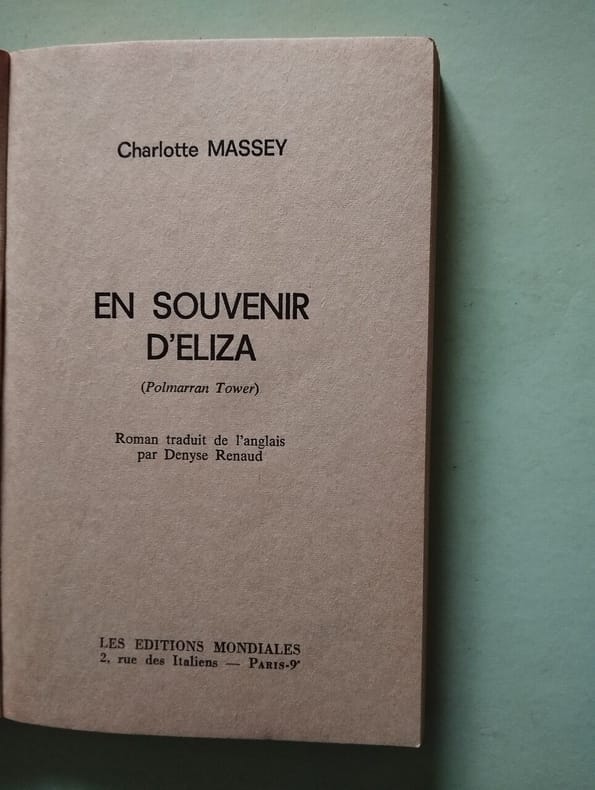 Charlotte MASSEY
EN SOUVENIR
D'ELIZA
(Polmarran Tower)
Roman traduit de l'anglais
par Denyse Renaud
LES EDITIONS MONDIALES
2, rue des Italiens — PARIS-9ᵉ